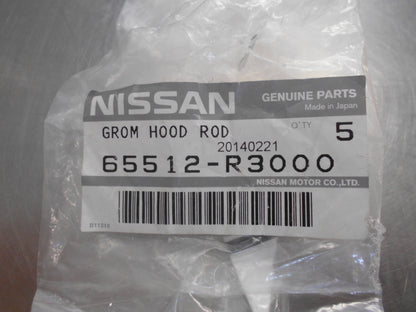 NISSAN
GENUINE PARTS
Made in Japan
GROM HOOD ROD
Q'TY 5
20140221
65512-R3000
NISSAN MOTOR CO.,LTD.